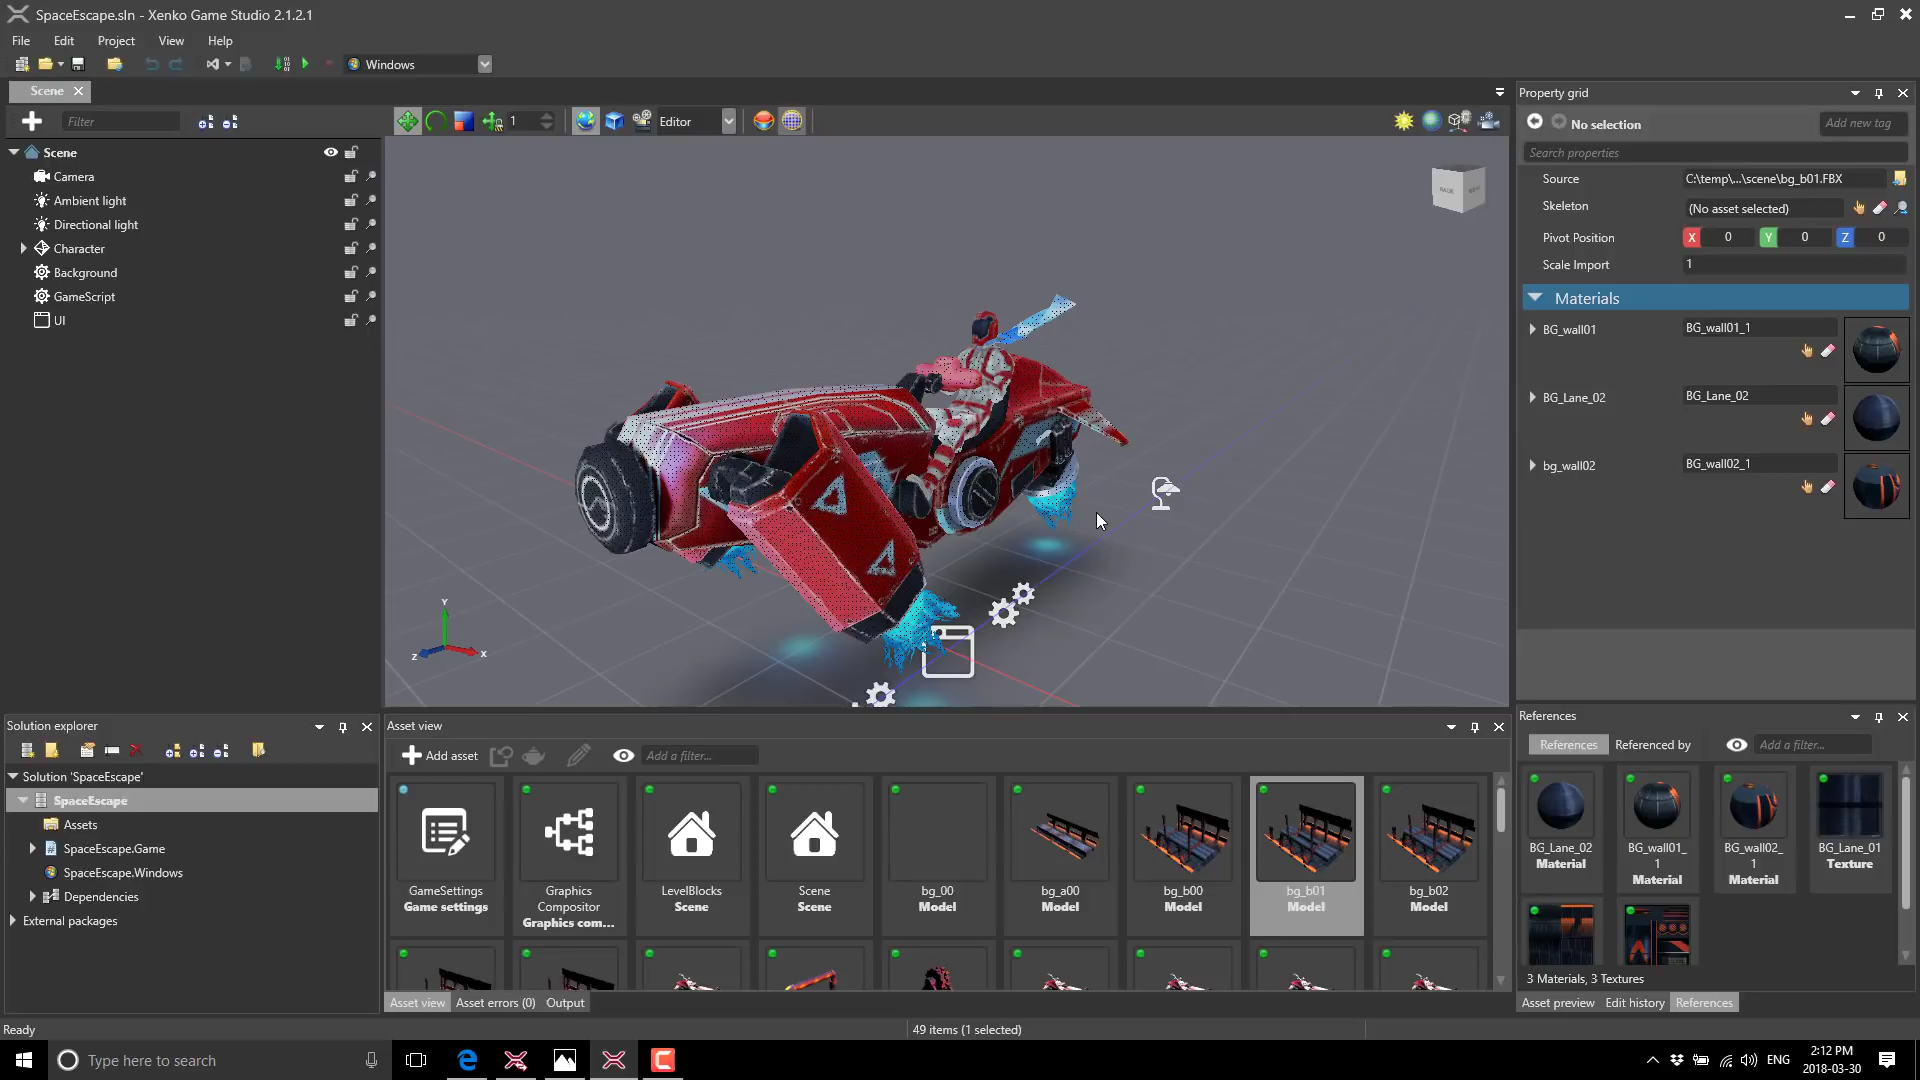 SpaceEscape.sln - Xenko Game Studio 2.1.2.1
File Edit Project View Help
Windows
Scene
Filter
1
Editor
Scene
Camera
Ambient light
Directional light
Character
Background
GameScript
UI
Y
Z
X
Property grid
No selection
Add new tag
Search properties
Source C:\temp\...\scene\bg_b01.FBX
Skeleton (No asset selected)
Pivot Position X 0 Y 0 Z 0
Scale Import 1
Materials
BG_wall01 BG_wall01_1
BG_Lane_02 BG_Lane_02
bg_wall02 BG_wall02_1
Solution explorer
Solution 'SpaceEscape'
SpaceEscape
Assets
SpaceEscape.Game
SpaceEscape.Windows
Dependencies
External packages
Asset view
Add asset
Add a filter...
GameSettings
Game settings
Graphics
Compositor
Graphics com...
LevelBlocks
Scene
Scene
Scene
bg_00
Model
bg_a00
Model
bg_b00
Model
bg_b01
Model
bg_b02
Model
Asset view Asset errors (0) Output
References
References Referenced by
Add a filter...
BG_Lane_02
Material
BG_wall01_
1
Material
BG_wall02_
1
Material
BG_Lane_01
Texture
3 Materials, 3 Textures
Asset preview Edit history References
Ready
49 items (1 selected)
Type here to search
ENG
2:12 PM
2018-03-30